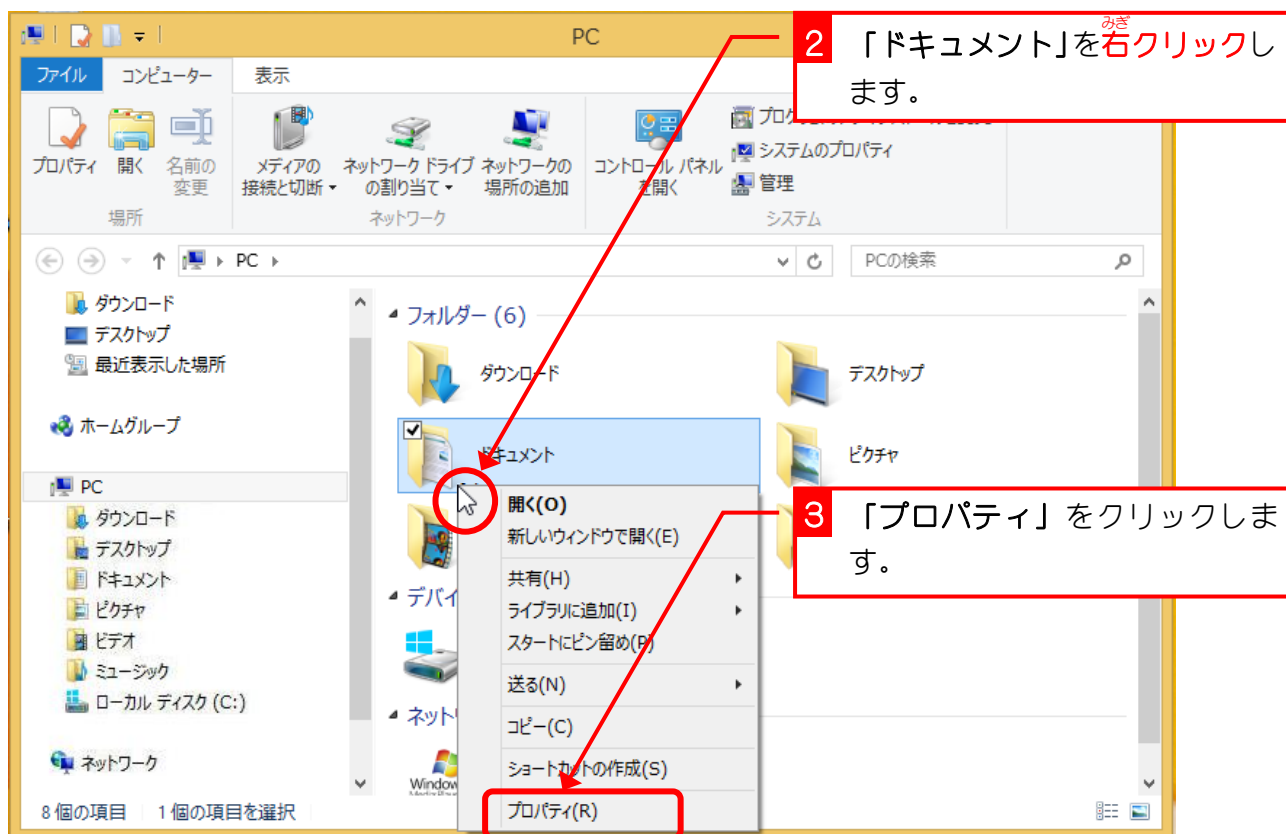 PC
2 「ドキュメント」を右クリックし
みぎ
ます。
ファイル コンピューター 表示
プロパティ 開く 名前の
変更
メディアの
接続と切断
ネットワーク ドライブ
の割り当て
ネットワークの
場所の追加
コントロール パネル
を開く
システムのプロパティ
管理
場所 ネットワーク システム
PC
PCの検索
ダウンロード
デスクトップ
最近表示した場所
ホームグループ
PC
ダウンロード
デスクトップ
ドキュメント
ピクチャ
ビデオ
ミュージック
ローカル ディスク (C:)
ネットワーク
フォルダー (6)
ダウンロード デスクトップ
ドキュメント ピクチャ
開く(O)
新しいウィンドウで開く(E)
共有(H)
ライブラリに追加(I)
スタートにピン留め(P)
送る(N)
コピー(C)
ショートカットの作成(S)
プロパティ(R)
3 「プロパティ」をクリックしま
す。
8 個の項目 1 個の項目を選択